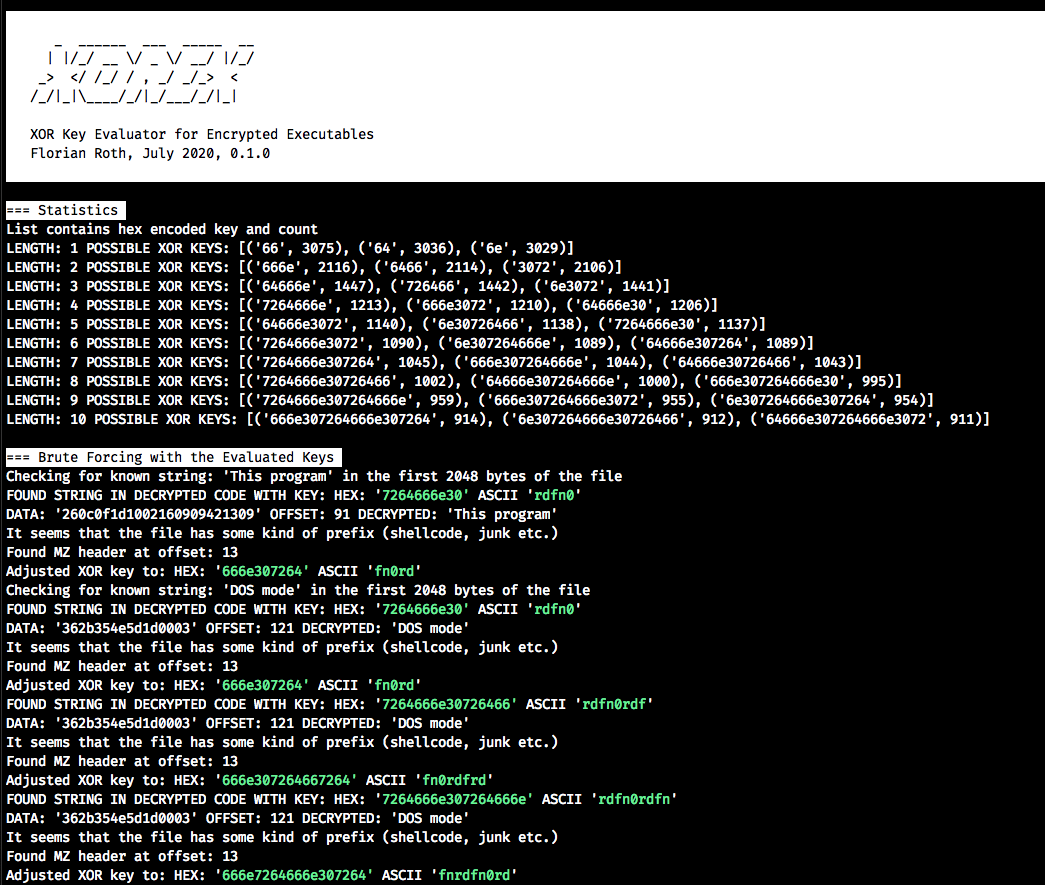 XOR Key Evaluator for Encrypted Executables
Florian Roth, July 2020, 0.1.0
=== Statistics
List contains hex encoded key and count
LENGTH: 1 POSSIBLE XOR KEYS: [('66', 3075), ('64', 3036), ('6e', 3029)]
LENGTH: 2 POSSIBLE XOR KEYS: [('666e', 2116), ('6466', 2114), ('3072', 2106)]
LENGTH: 3 POSSIBLE XOR KEYS: [('64666e', 1447), ('726466', 1442), ('6e3072', 1441)]
LENGTH: 4 POSSIBLE XOR KEYS: [('7264666e', 1213), ('666e3072', 1210), ('64666e30', 1206)]
LENGTH: 5 POSSIBLE XOR KEYS: [('64666e3072', 1140), ('6e30726466', 1138), ('7264666e30', 1137)]
LENGTH: 6 POSSIBLE XOR KEYS: [('7264666e3072', 1090), ('6e307264666e', 1089), ('64666e307264', 1089)]
LENGTH: 7 POSSIBLE XOR KEYS: [('7264666e307264', 1045), ('666e307264666e', 1044), ('64666e30726466', 1043)]
LENGTH: 8 POSSIBLE XOR KEYS: [('7264666e30726466', 1002), ('64666e307264666e', 1000), ('666e307264666e30', 995)]
LENGTH: 9 POSSIBLE XOR KEYS: [('7264666e307264666e', 959), ('666e307264666e3072', 955), ('6e307264666e307264', 954)]
LENGTH: 10 POSSIBLE XOR KEYS: [('666e307264666e307264', 914), ('6e307264666e30726466', 912), ('64666e307264666e3072', 911)]
=== Brute Forcing with the Evaluated Keys
Checking for known string: 'This program' in the first 2048 bytes of the file
FOUND STRING IN DECRYPTED CODE WITH KEY: HEX: '7264666e30' ASCII 'rdfn0'
DATA: '260c0f1d1002160909421309' OFFSET: 91 DECRYPTED: 'This program'
It seems that the file has some kind of prefix (shellcode, junk etc.)
Found MZ header at offset: 13
Adjusted XOR key to: HEX: '666e307264' ASCII 'fn0rd'
Checking for known string: 'DOS mode' in the first 2048 bytes of the file
FOUND STRING IN DECRYPTED CODE WITH KEY: HEX: '7264666e30' ASCII 'rdfn0'
DATA: '362b354e5d1d0003' OFFSET: 121 DECRYPTED: 'DOS mode'
It seems that the file has some kind of prefix (shellcode, junk etc.)
Found MZ header at offset: 13
Adjusted XOR key to: HEX: '666e307264' ASCII 'fn0rd'
FOUND STRING IN DECRYPTED CODE WITH KEY: HEX: '7264666e30726466' ASCII 'rdfn0rdf'
DATA: '362b354e5d1d0003' OFFSET: 121 DECRYPTED: 'DOS mode'
It seems that the file has some kind of prefix (shellcode, junk etc.)
Found MZ header at offset: 13
Adjusted XOR key to: HEX: '666e307264667264' ASCII 'fn0rdfrd'
FOUND STRING IN DECRYPTED CODE WITH KEY: HEX: '7264666e307264666e' ASCII 'rdfn0rdfn'
DATA: '362b354e5d1d0003' OFFSET: 121 DECRYPTED: 'DOS mode'
It seems that the file has some kind of prefix (shellcode, junk etc.)
Found MZ header at offset: 13
Adjusted XOR key to: HEX: '666e7264666e307264' ASCII 'fnrdfn0rd'